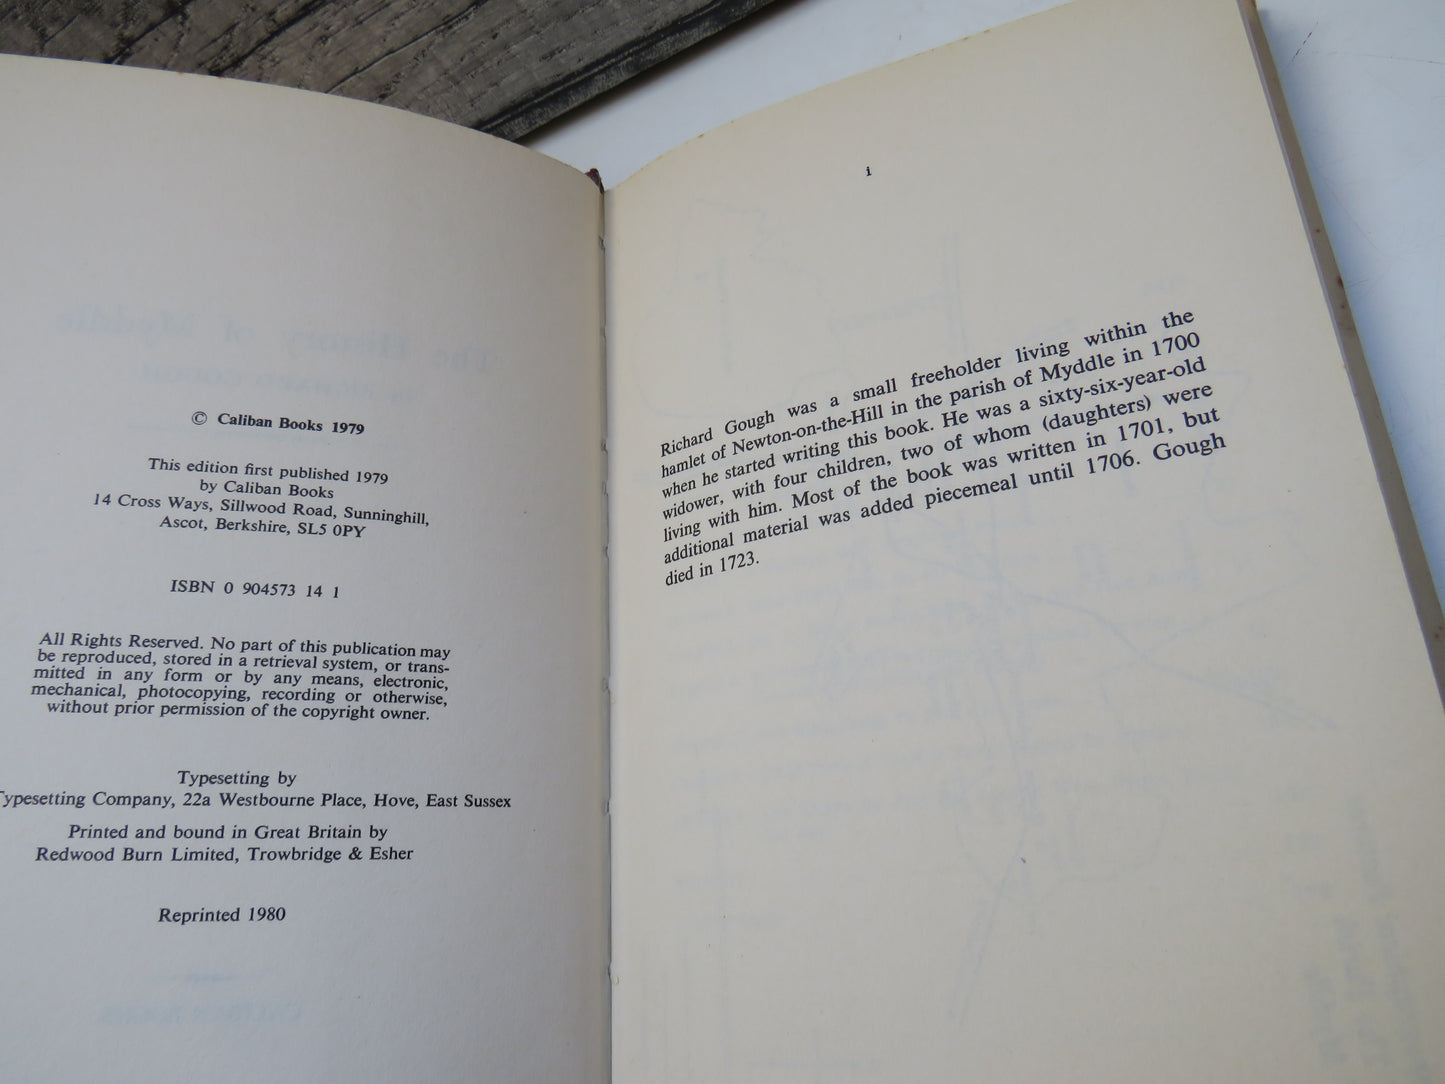 The History of Myddle
© Caliban Books 1979
This edition first published 1979
by Caliban Books
14 Cross Ways, Sillwood Road, Sunninghill,
Ascot, Berkshire, SL5 0PY
ISBN 0 904573 14 1
All Rights Reserved. No part of this publication may
be reproduced, stored in a retrieval system, or trans-
mitted in any form or by any means, electronic,
mechanical, photocopying, recording or otherwise,
without prior permission of the copyright owner.
Typesetting by
Typesetting Company, 22a Westbourne Place, Hove, East Sussex
Printed and bound in Great Britain by
Redwood Burn Limited, Trowbridge & Esher
Reprinted 1980
i
Richard Gough was a small freeholder living within the
hamlet of Newton-on-the-Hill in the parish of Myddle in 1700
when he started writing this book. He was a sixty-six-year-old
widower, with four children, two of whom (daughters) were
living with him. Most of the book was written in 1701, but
additional material was added piecemeal until 1706. Gough
died in 1723.